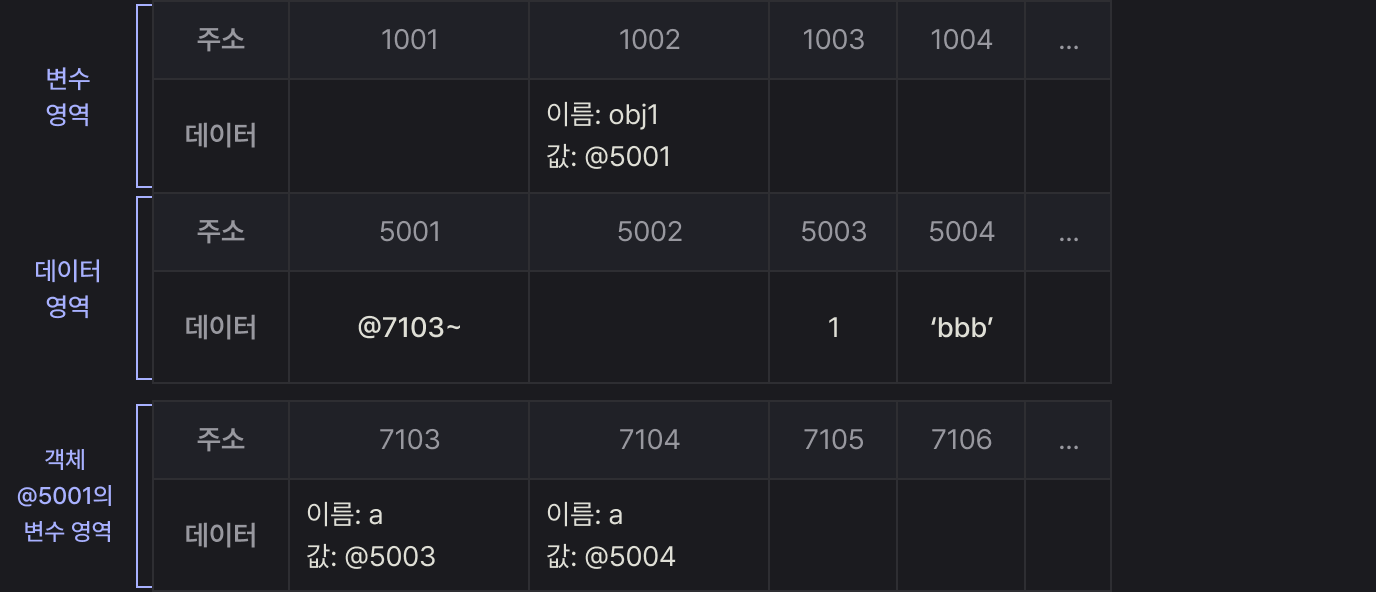 변수
영역
주소 1001 1002 1003 1004 ...
데이터
이름: obj1
값: @5001
데이터
영역
주소 5001 5002 5003 5004 ...
데이터 @7103~ 1 ‘bbb’
객체
@5001의
변수 영역
주소 7103 7104 7105 7106 ...
데이터
이름: a
값: @5003
이름: a
값: @5004